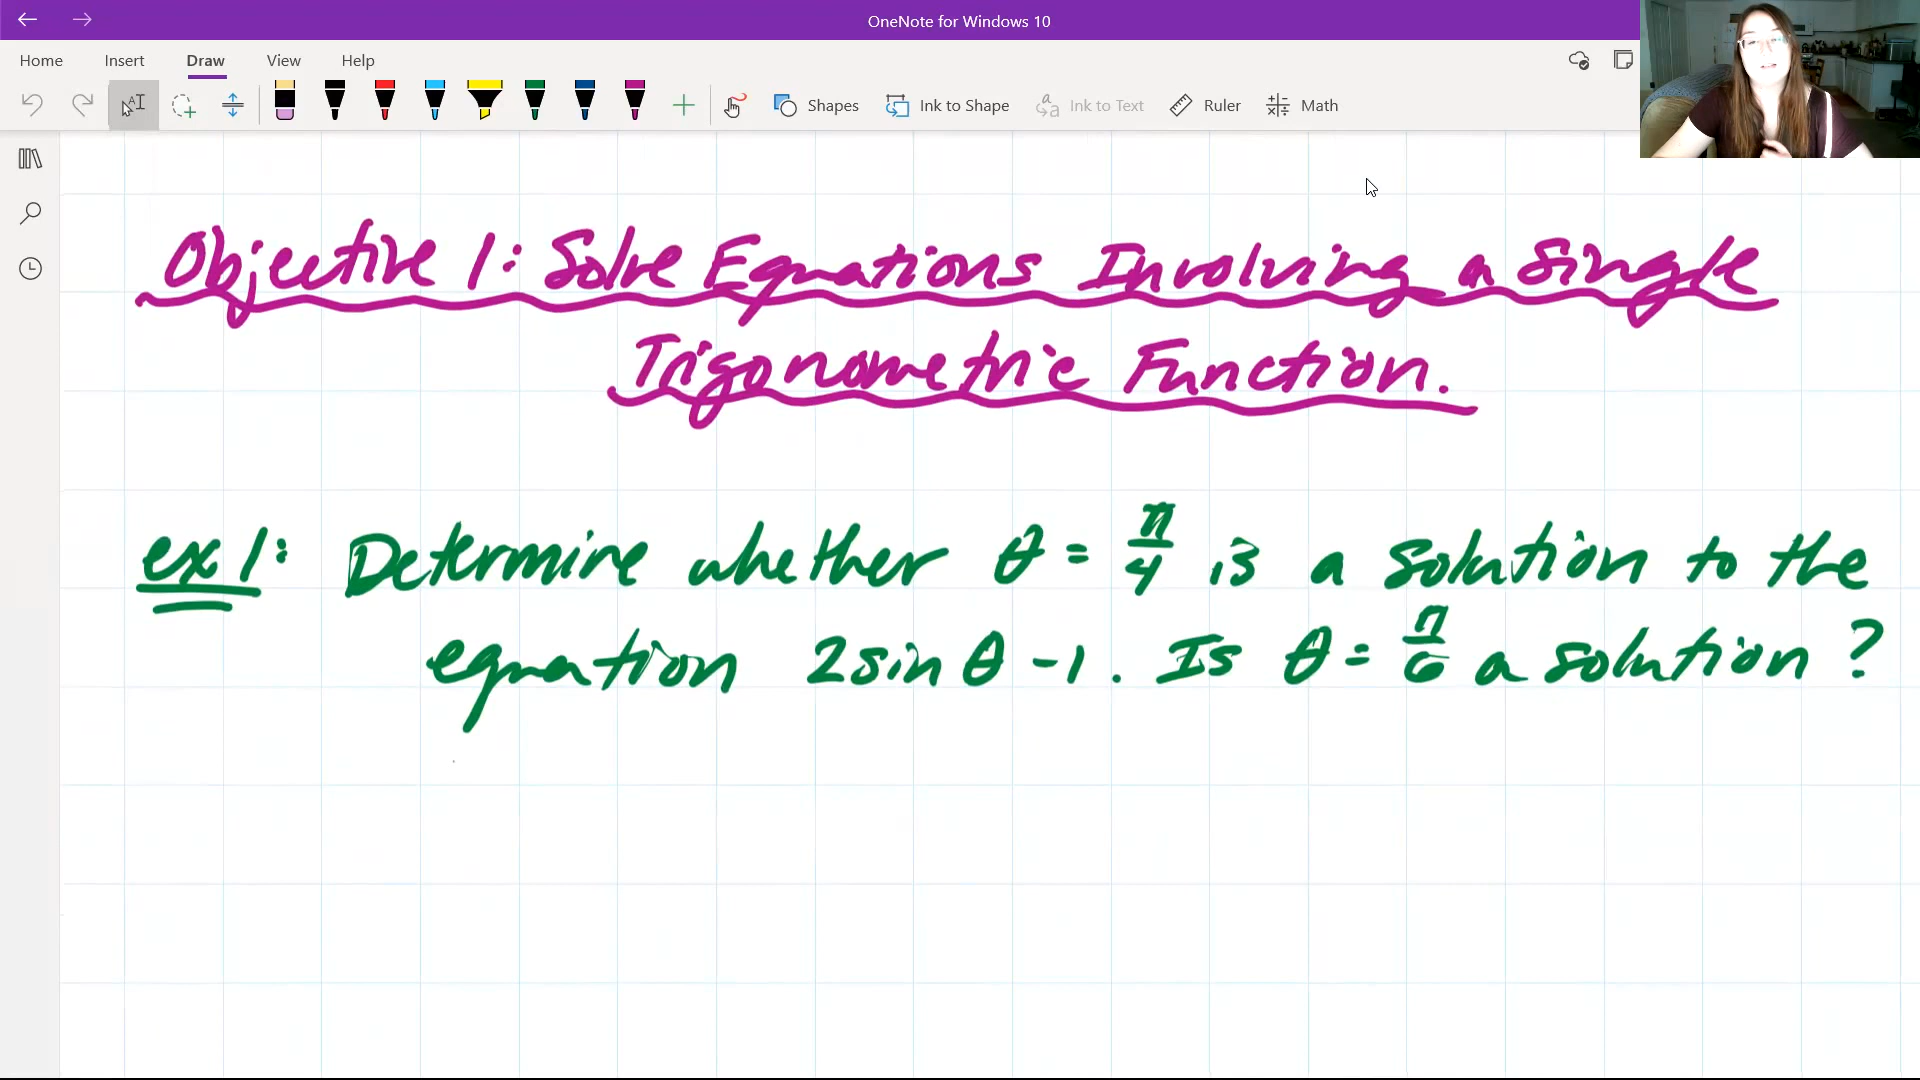 OneNote for Windows 10
Home Insert Draw View Help
Shapes Ink to Shape Ink to Text Ruler Math
Objective 1: Solve Equations Involving a Single
Trigonometric Function.
ex 1: Determine whether θ = π/4 is a solution to the
equation 2 sin θ - 1. Is θ = π/6 a solution?